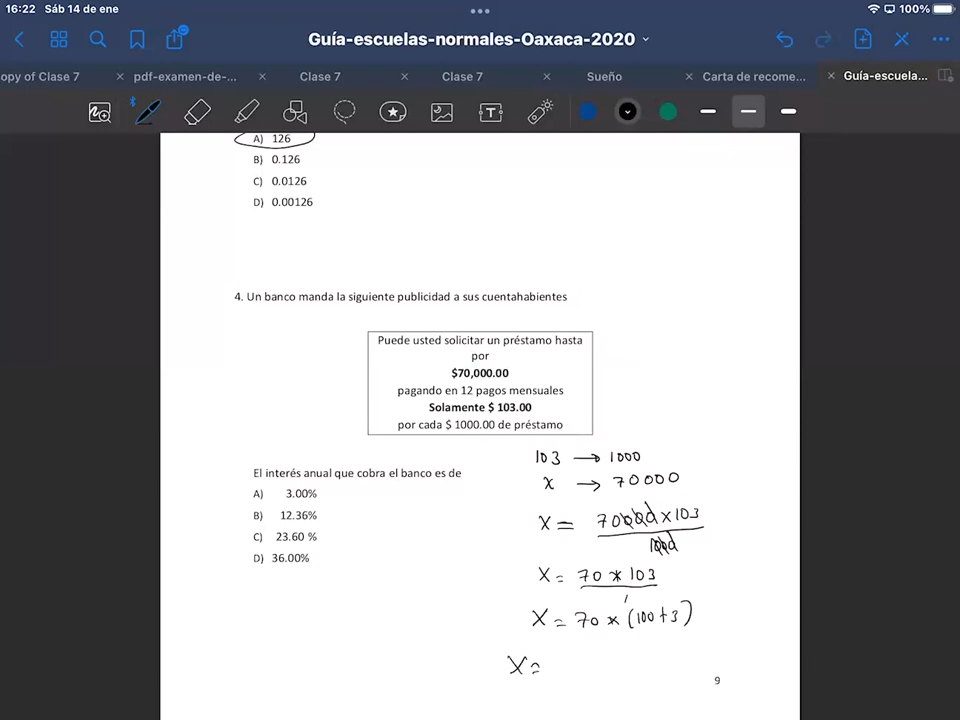 16:22 Sáb 14 de ene
100%
Guía-escuelas-normales-Oaxaca-2020
opy of Clase 7
pdf-examen-de-...
Clase 7
Clase 7
Sueño
Carta de recome...
Guía-escuela...
A) 126
B) 0.126
C) 0.0126
D) 0.00126
4. Un banco manda la siguiente publicidad a sus cuentahabientes
Puede usted solicitar un préstamo hasta
por
$70,000.00
pagando en 12 pagos mensuales
Solamente $ 103.00
por cada $ 1000.00 de préstamo
El interés anual que cobra el banco es de
A) 3.00%
B) 12.36%
C) 23.60 %
D) 36.00%
103 → 1000
x → 70000
X = 70000 x 103
1000
X = 70 * 103
X = 70 * (100 + 3)
X =
9